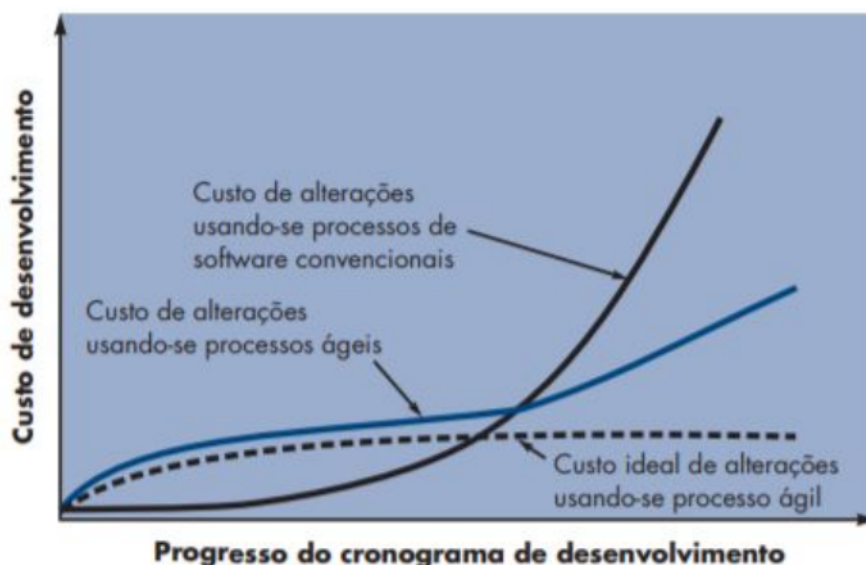 Custo de desenvolvimento
Custo de alterações
usando-se processos de
software convencionais
Custo de alterações
usando-se processos ágeis
Custo ideal de alterações
usando-se processo ágil
Progresso do cronograma de desenvolvimento